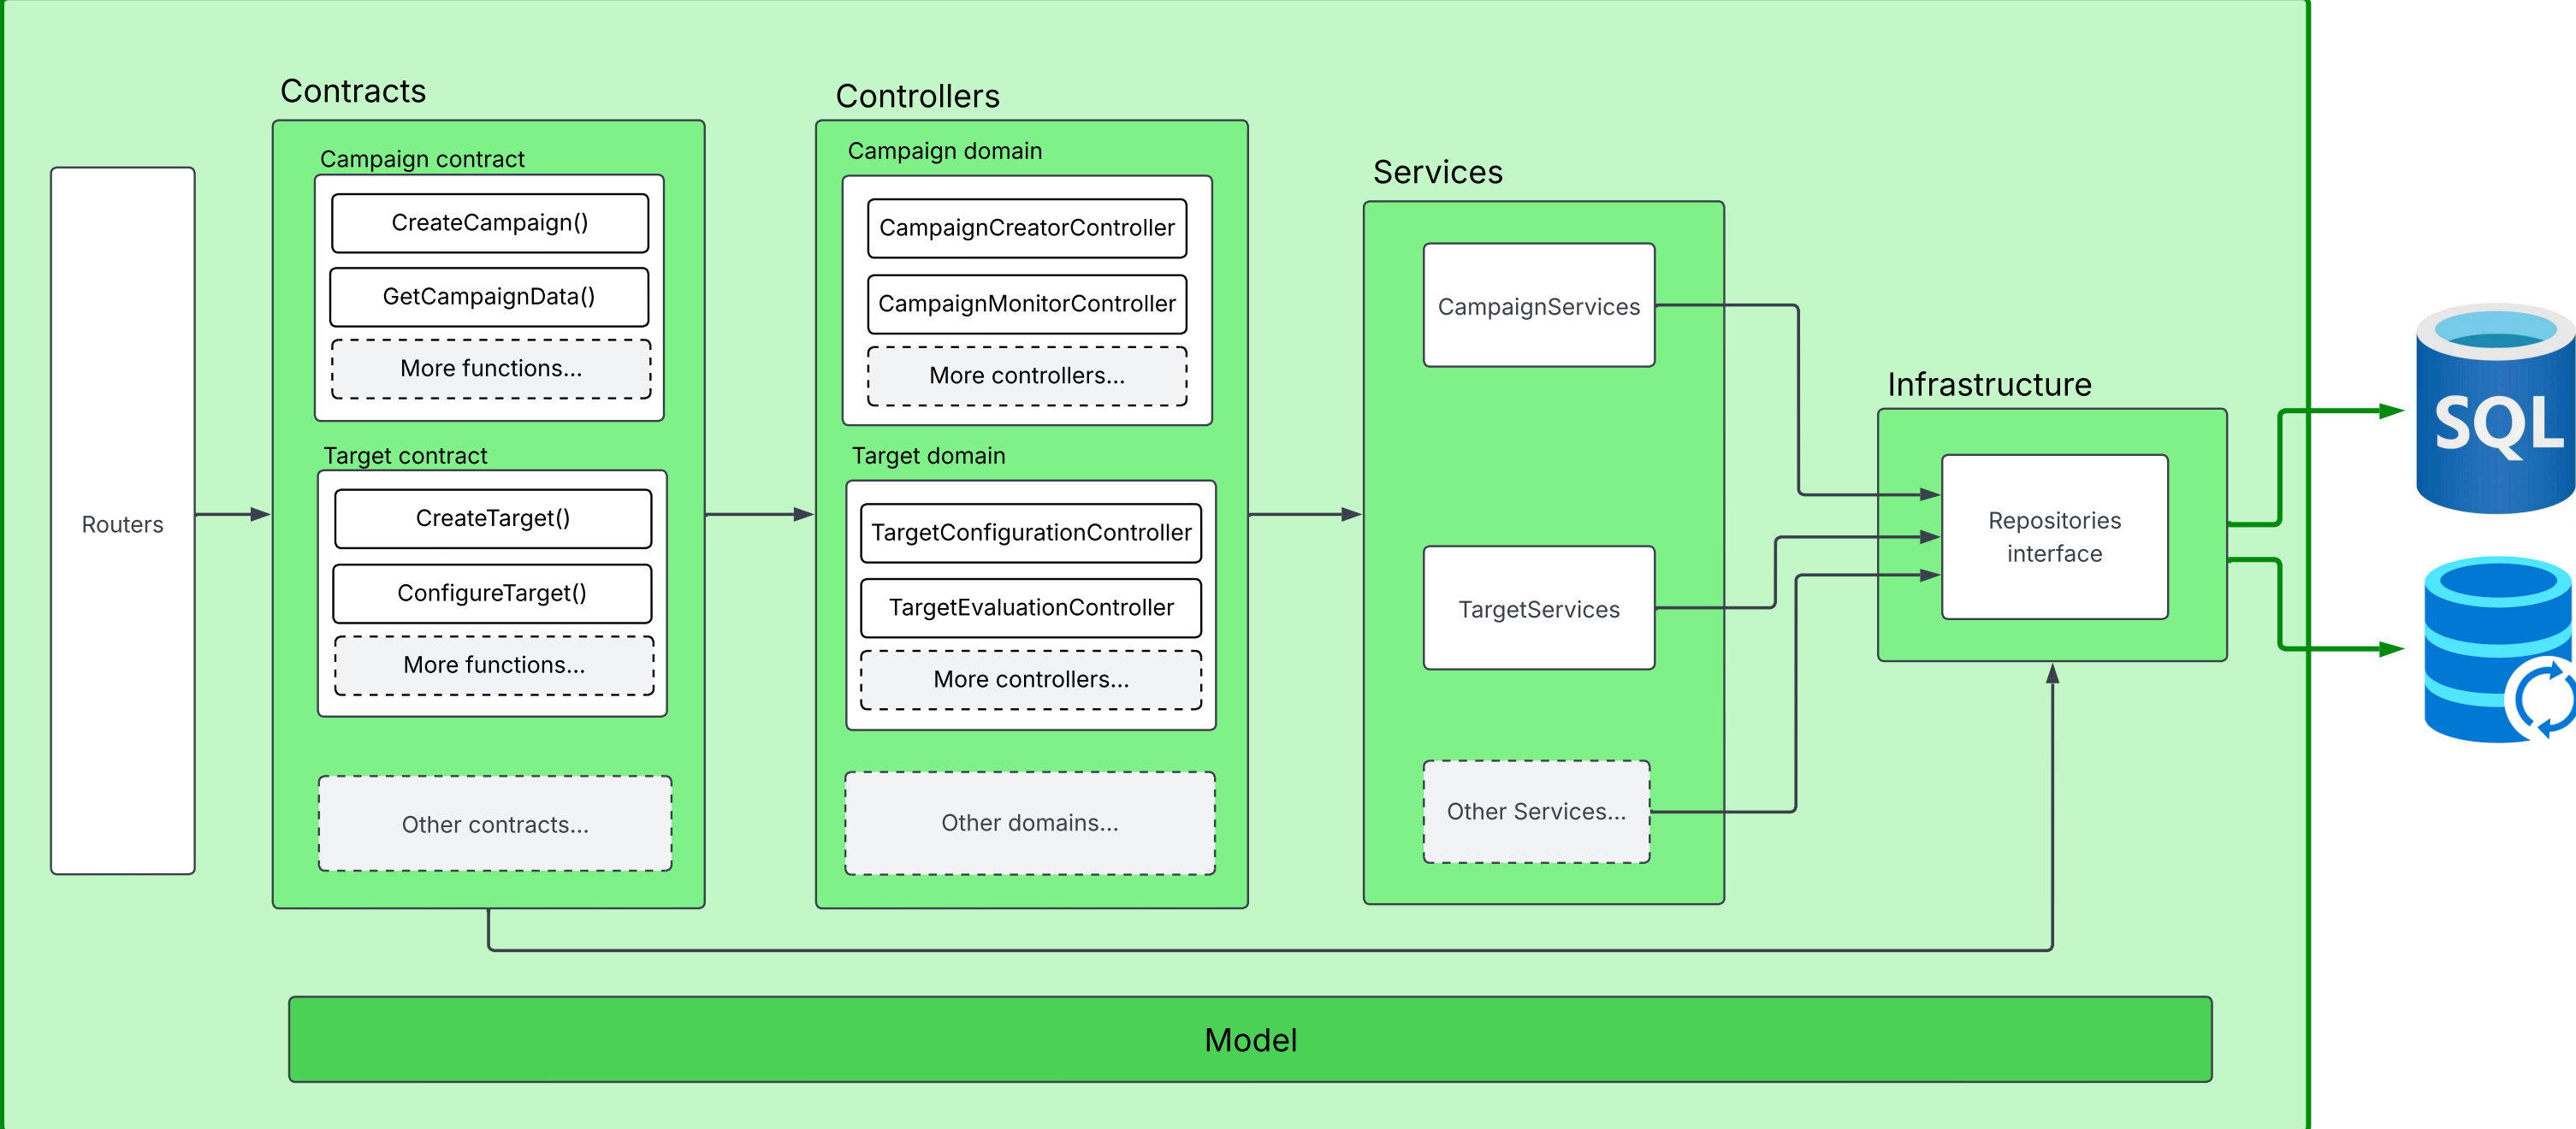 Routers
Contracts
Campaign contract
CreateCampaign()
GetCampaignData()
More functions...
Target contract
CreateTarget()
ConfigureTarget()
More functions...
Other contracts...
Controllers
Campaign domain
CampaignCreatorController
CampaignMonitorController
More controllers...
Target domain
TargetConfigurationController
TargetEvaluationController
More controllers...
Other domains...
Services
CampaignServices
TargetServices
Other Services...
Infrastructure
Repositories
interface
SQL
Model